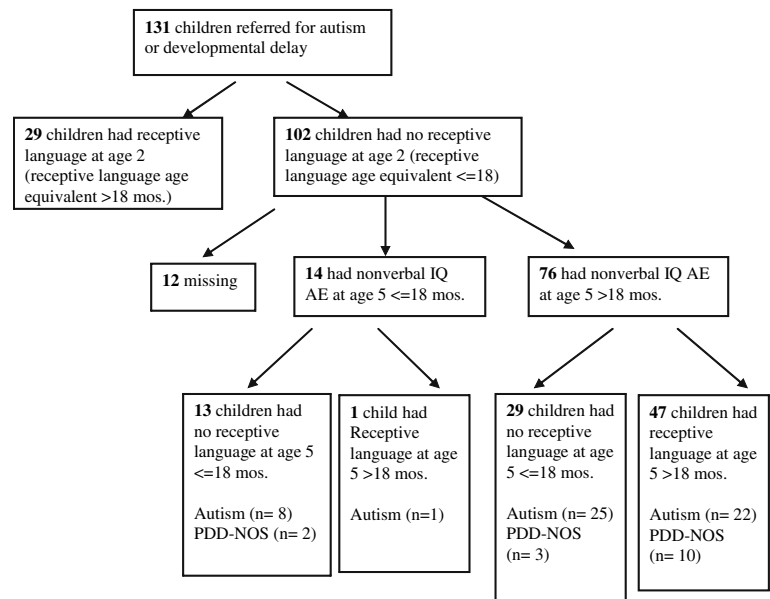 131 children referred for autism
or developmental delay
29 children had receptive
language at age 2
(receptive language age
equivalent >18 mos.)
102 children had no receptive
language at age 2 (receptive
language age equivalent <=18)
12 missing
14 had nonverbal IQ
AE at age 5 <=18 mos.
76 had nonverbal IQ AE
at age 5 >18 mos.
13 children had
no receptive
language at age 5
<=18 mos.
Autism (n= 8)
PDD-NOS (n= 2)
1 child had
Receptive
language at age
5 >18 mos.
Autism (n=1)
29 children had
no receptive
language at age
5 <=18 mos.
Autism (n= 25)
PDD-NOS
(n= 3)
47 children had
receptive
language at age
5 >18 mos.
Autism (n= 22)
PDD-NOS
(n= 10)